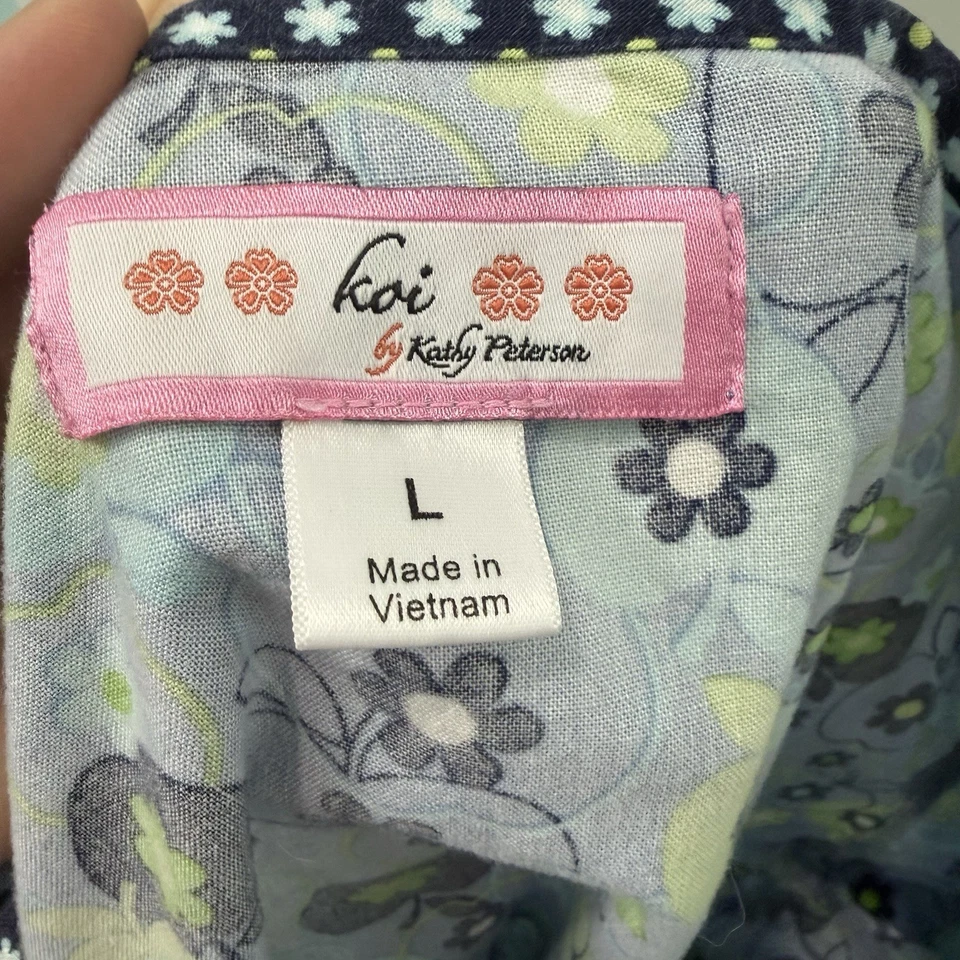 koi
by Kathy Peterson
L
Made in
Vietnam